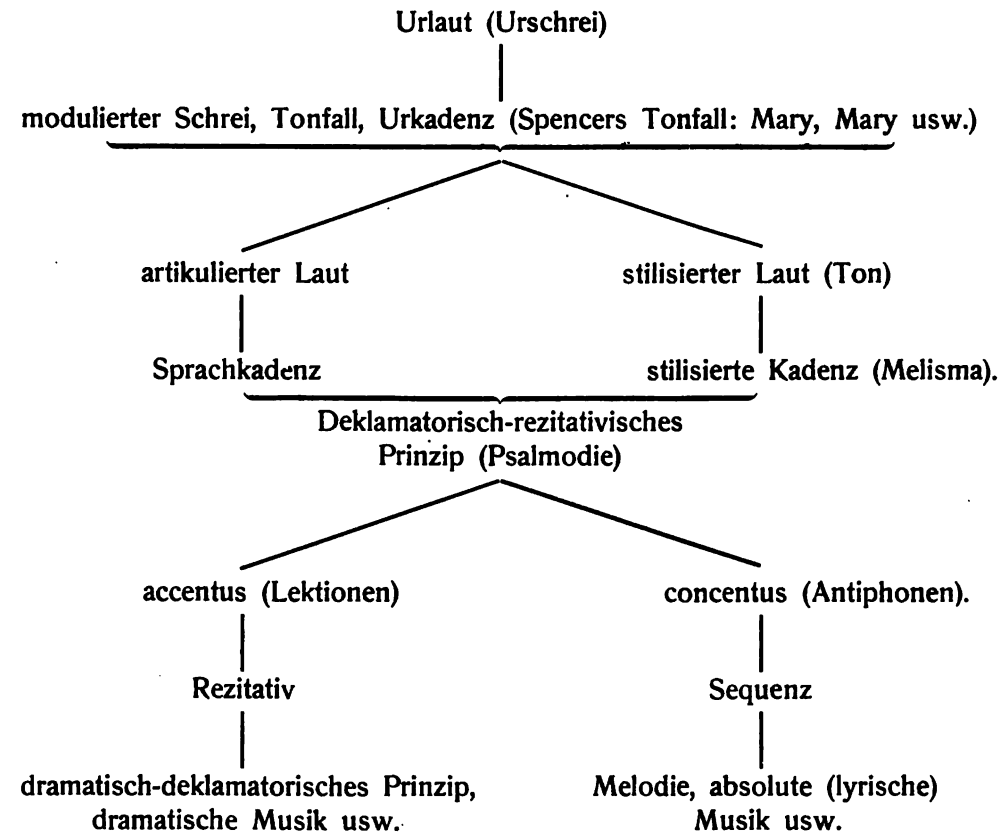 Urlaut (Urschrei)
modulierter Schrei, Tonfall, Urkadenz (Spencers Tonfall: Mary, Mary usw.)
artikulierter Laut
stilisierter Laut (Ton)
Sprachkadenz
stilisierte Kadenz (Melisma).
Deklamatorisch-rezitativisches
Prinzip (Psalmodie)
accentus (Lektionen)
concentus (Antiphonen).
Rezitativ
Sequenz
dramatisch-deklamatorisches Prinzip,
dramatische Musik usw.
Melodie, absolute (lyrische)
Musik usw.